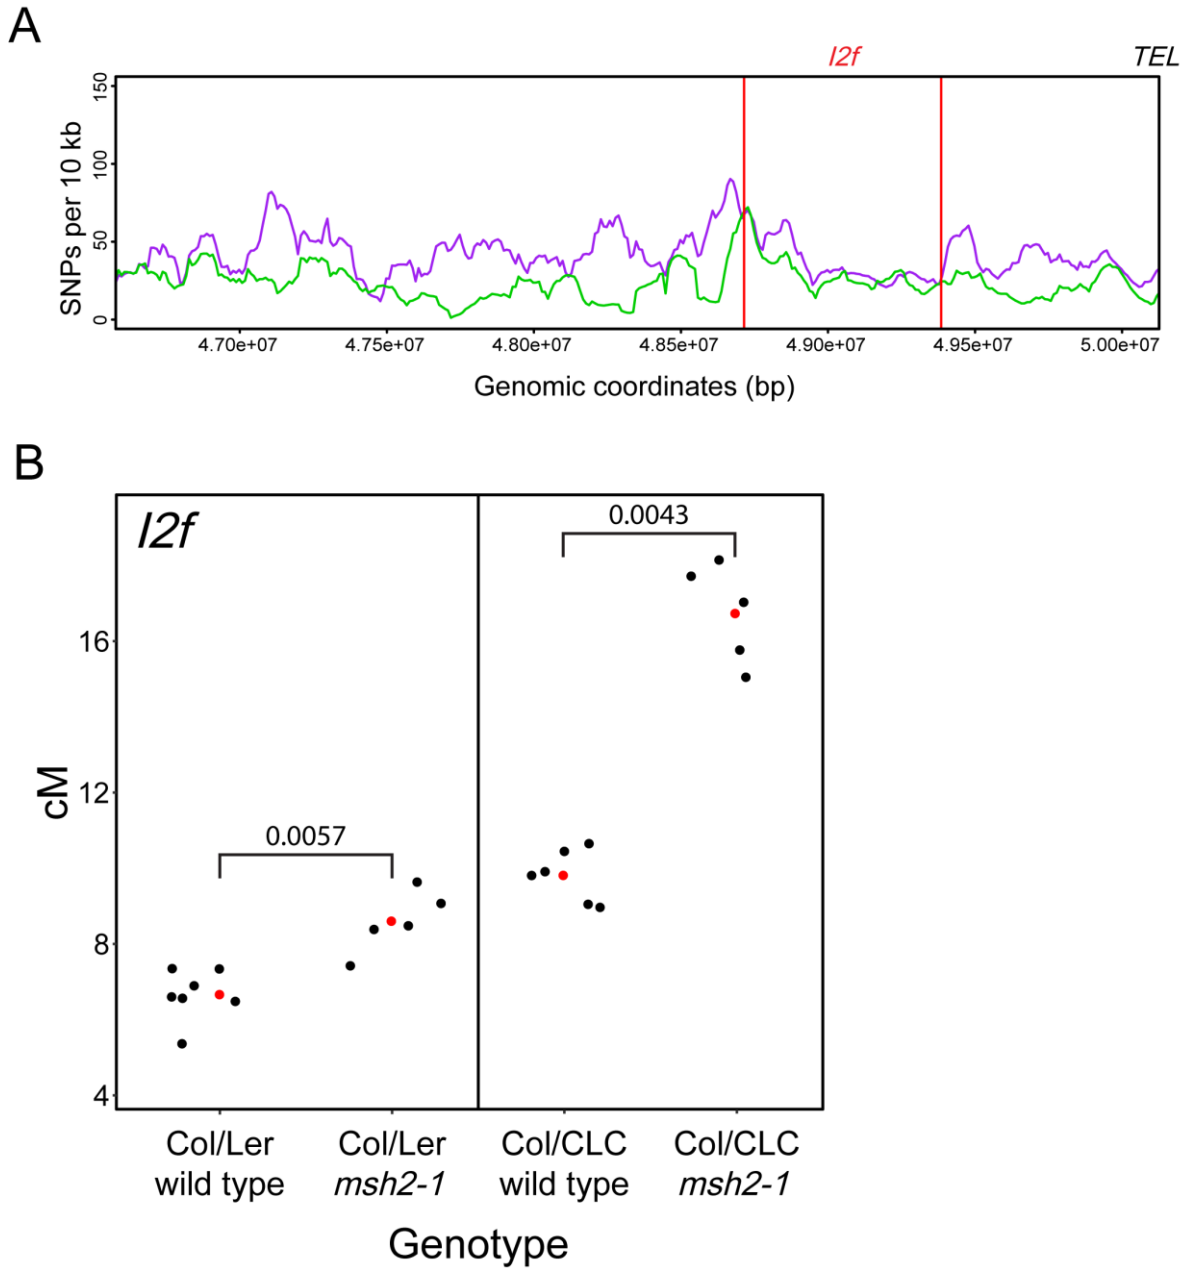 A
I2f TEL
150
100
50
0
SNPs per 10 kb
4.70e+07 4.75e+07 4.80e+07 4.85e+07 4.90e+07 4.95e+07 5.00e+07
Genomic coordinates (bp)
B
I2f
0.0043
0.0057
16
12
8
4
cM
Col/Ler Col/Ler Col/CLC Col/CLC
wild type msh2-1 wild type msh2-1
Genotype